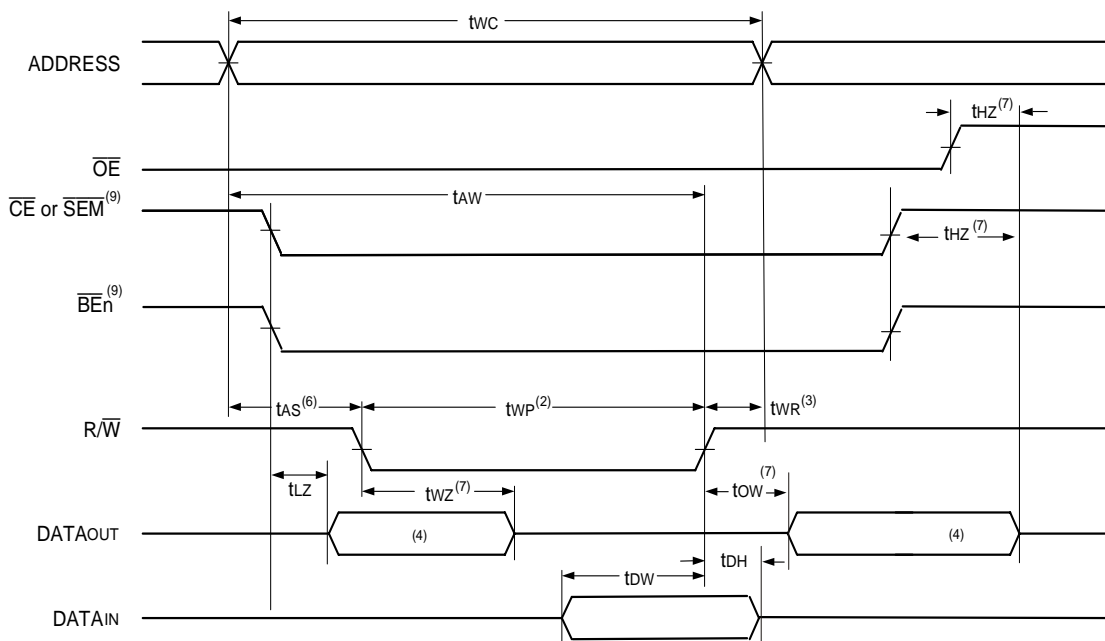 tWC
ADDRESS
tHZ(7)
OE
tAW
CE or SEM(9)
tHZ(7)
BEn(9)
tAS(6) tWP(2) tWR(3)
R/W
tLZ tWZ(7) tOW(7)
DATAOUT (4) (4)
tDW tDH
DATAIN